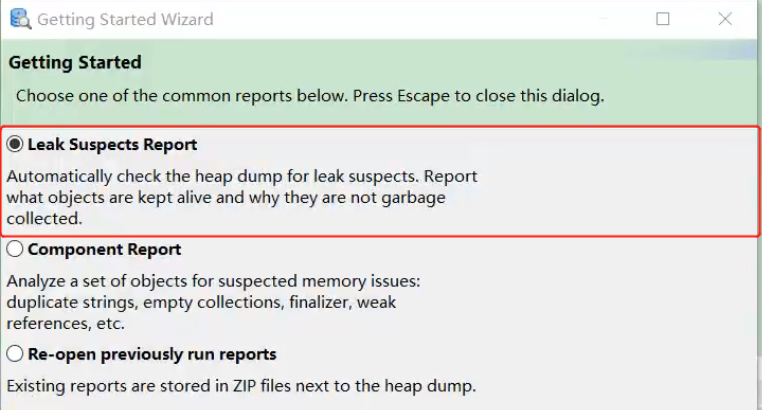 Getting Started Wizard
Getting Started
Choose one of the common reports below. Press Escape to close this dialog.
Leak Suspects Report
Automatically check the heap dump for leak suspects. Report
what objects are kept alive and why they are not garbage
collected.
Component Report
Analyze a set of objects for suspected memory issues:
duplicate strings, empty collections, finalizer, weak
references, etc.
Re-open previously run reports
Existing reports are stored in ZIP files next to the heap dump.